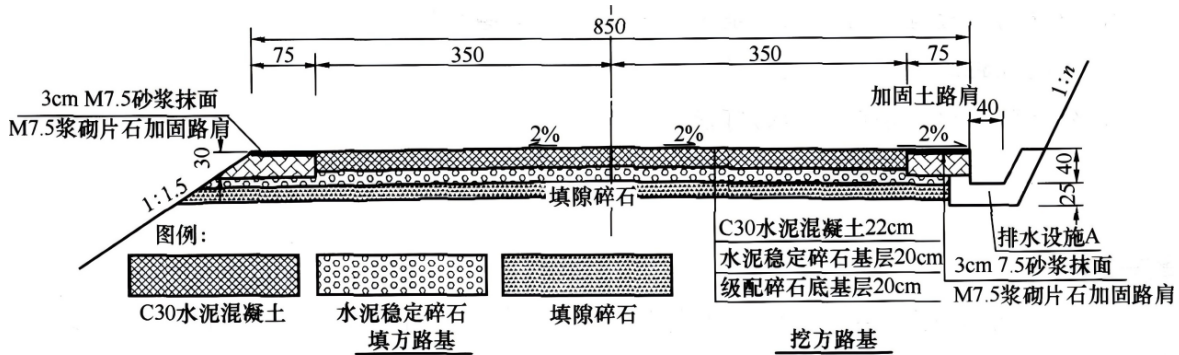 850
75
350
350
75
3cm M7.5砂浆抹面
M7.5浆砌片石加固路肩
30
2%
2%
2%
加固土路肩
40
1:n
1:1.5
填隙碎石
40
25
排水设施A
C30水泥混凝土22cm
水泥稳定碎石基层20cm
级配碎石底基层20cm
3cm 7.5砂浆抹面
M7.5浆砌片石加固路肩
图例：
C30水泥混凝土
水泥稳定碎石
填隙碎石
填方路基
挖方路基